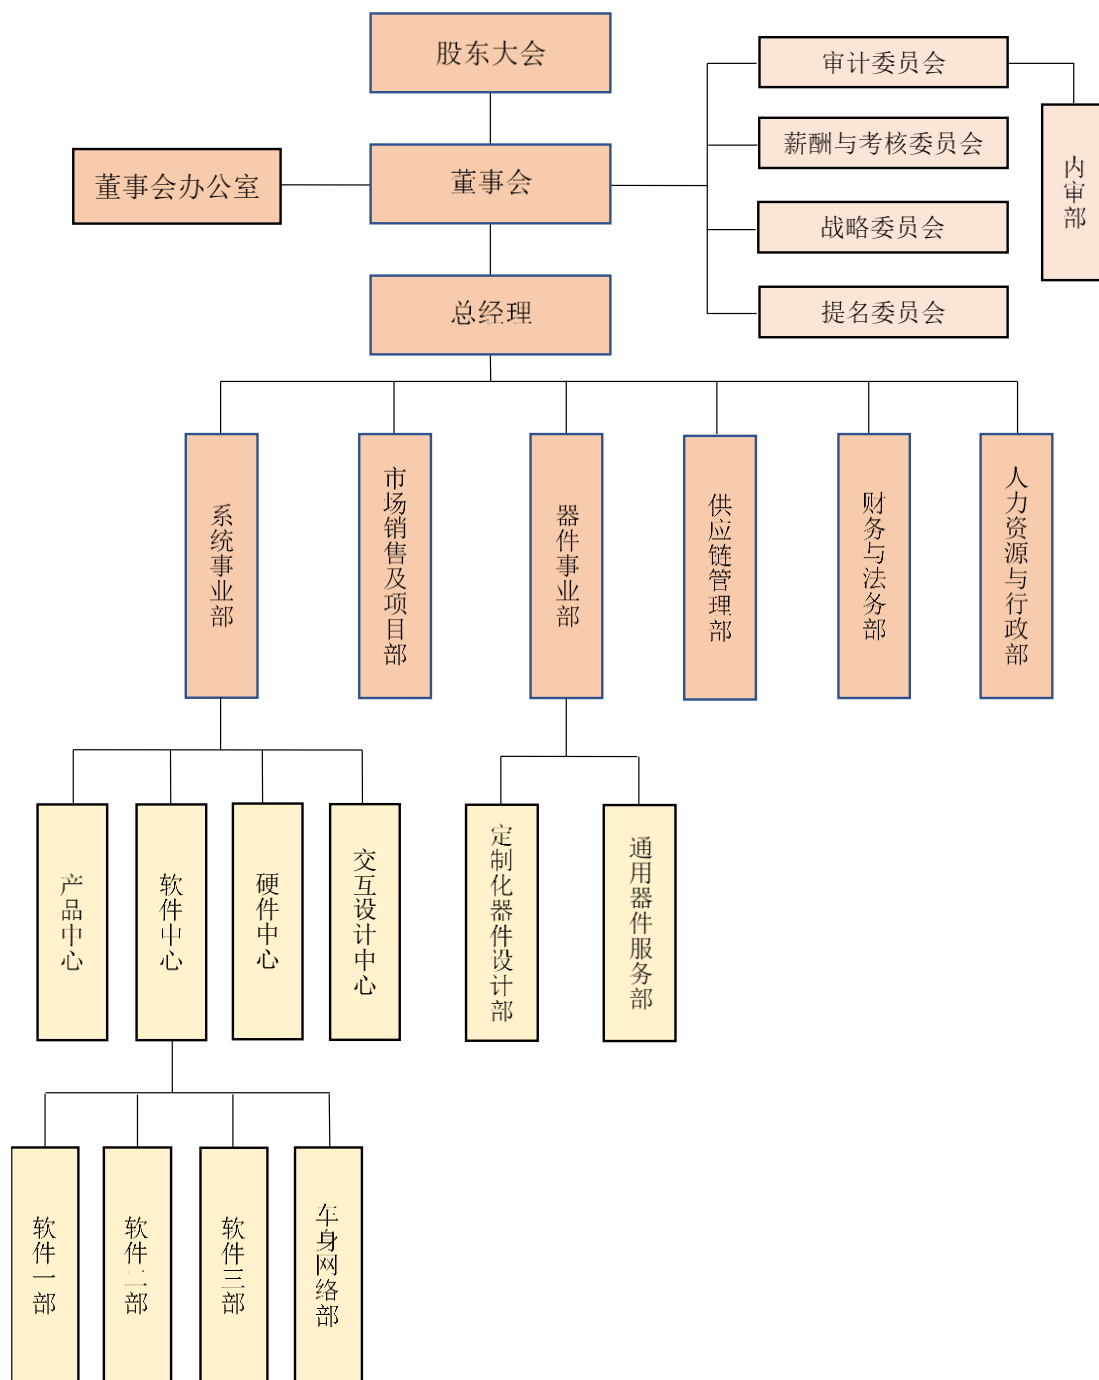 股东大会
审计委员会
薪酬与考核委员会
内审部
董事会办公室
董事会
战略委员会
总经理
提名委员会
系统事业部
市场销售及项目部
器件事业部
供应链管理部
财务与法务部
人力资源与行政部
产品中心
软件中心
硬件中心
交互设计中心
定制化器件设计部
通用器件服务部
软件一部
软件二部
软件三部
车身网络部